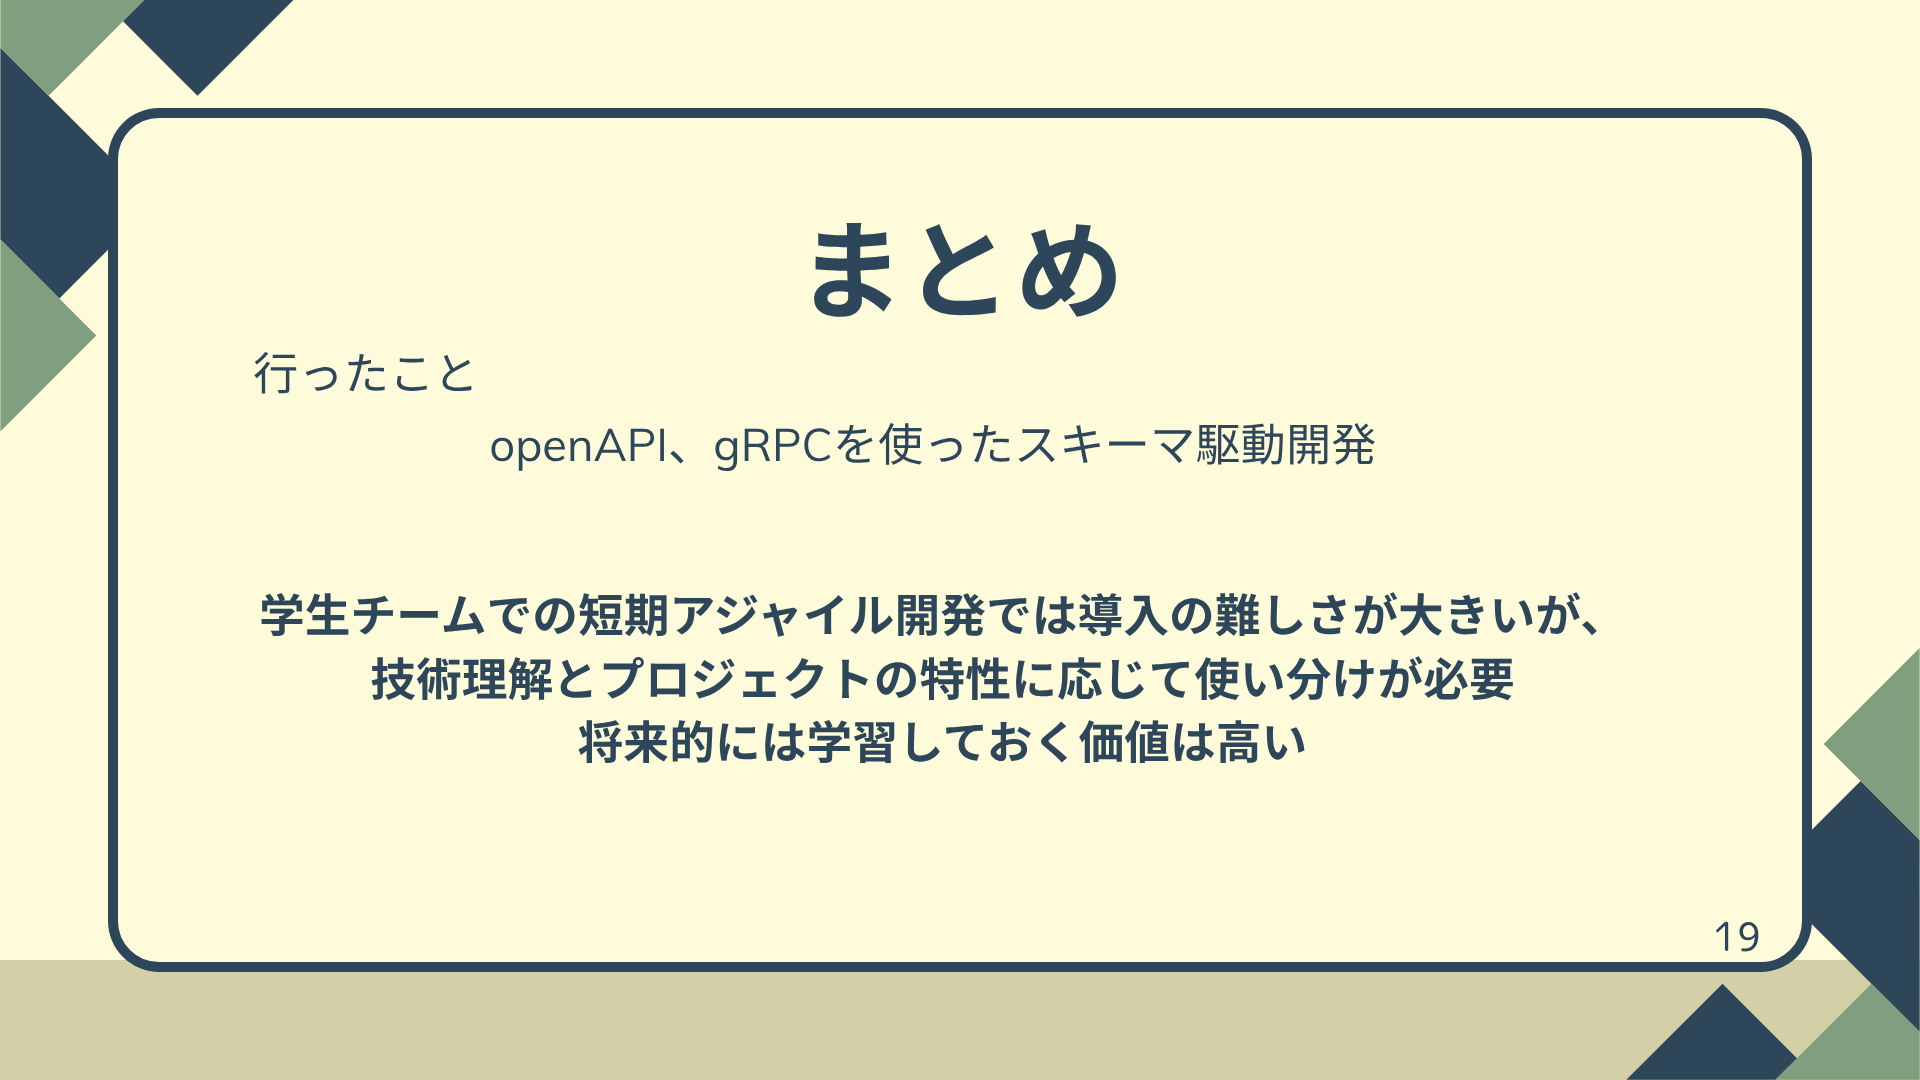 まとめ
行ったこと
openAPI、gRPCを使ったスキーマ駆動開発
学生チームでの短期アジャイル開発では導入の難しさが大きいが、
技術理解とプロジェクトの特性に応じて使い分けが必要
将来的には学習しておく価値は高い
19